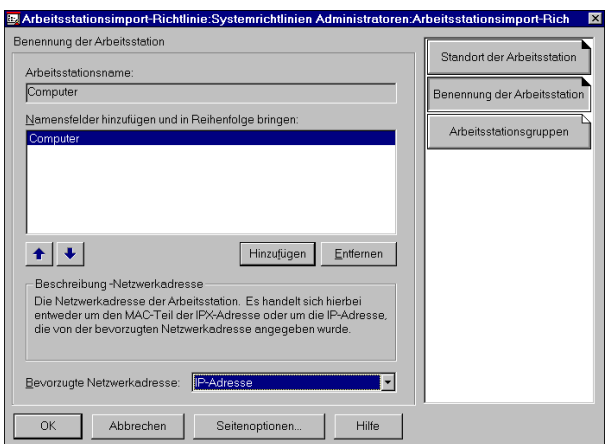 Arbeitsstationsimport-Richtlinie:Systemrichtlinien Administratoren:Arbeitsstationsimport-Rich
Benennung der Arbeitsstation
Arbeitsstationsname:
Computer
Namensfelder hinzufügen und in Reihenfolge bringen:
Computer
Hinzufügen
Entfernen
Beschreibung -Netzwerkadresse
Die Netzwerkadresse der Arbeitsstation. Es handelt sich hierbei
entweder um den MAC-Teil der IPX-Adresse oder um die IP-Adresse,
die von der bevorzugten Netzwerkadresse angegeben wurde.
Bevorzugte Netzwerkadresse:
IP-Adresse
Standort der Arbeitsstation
Benennung der Arbeitsstation
Arbeitsstationsgruppen
OK
Abbrechen
Seitenoptionen...
Hilfe